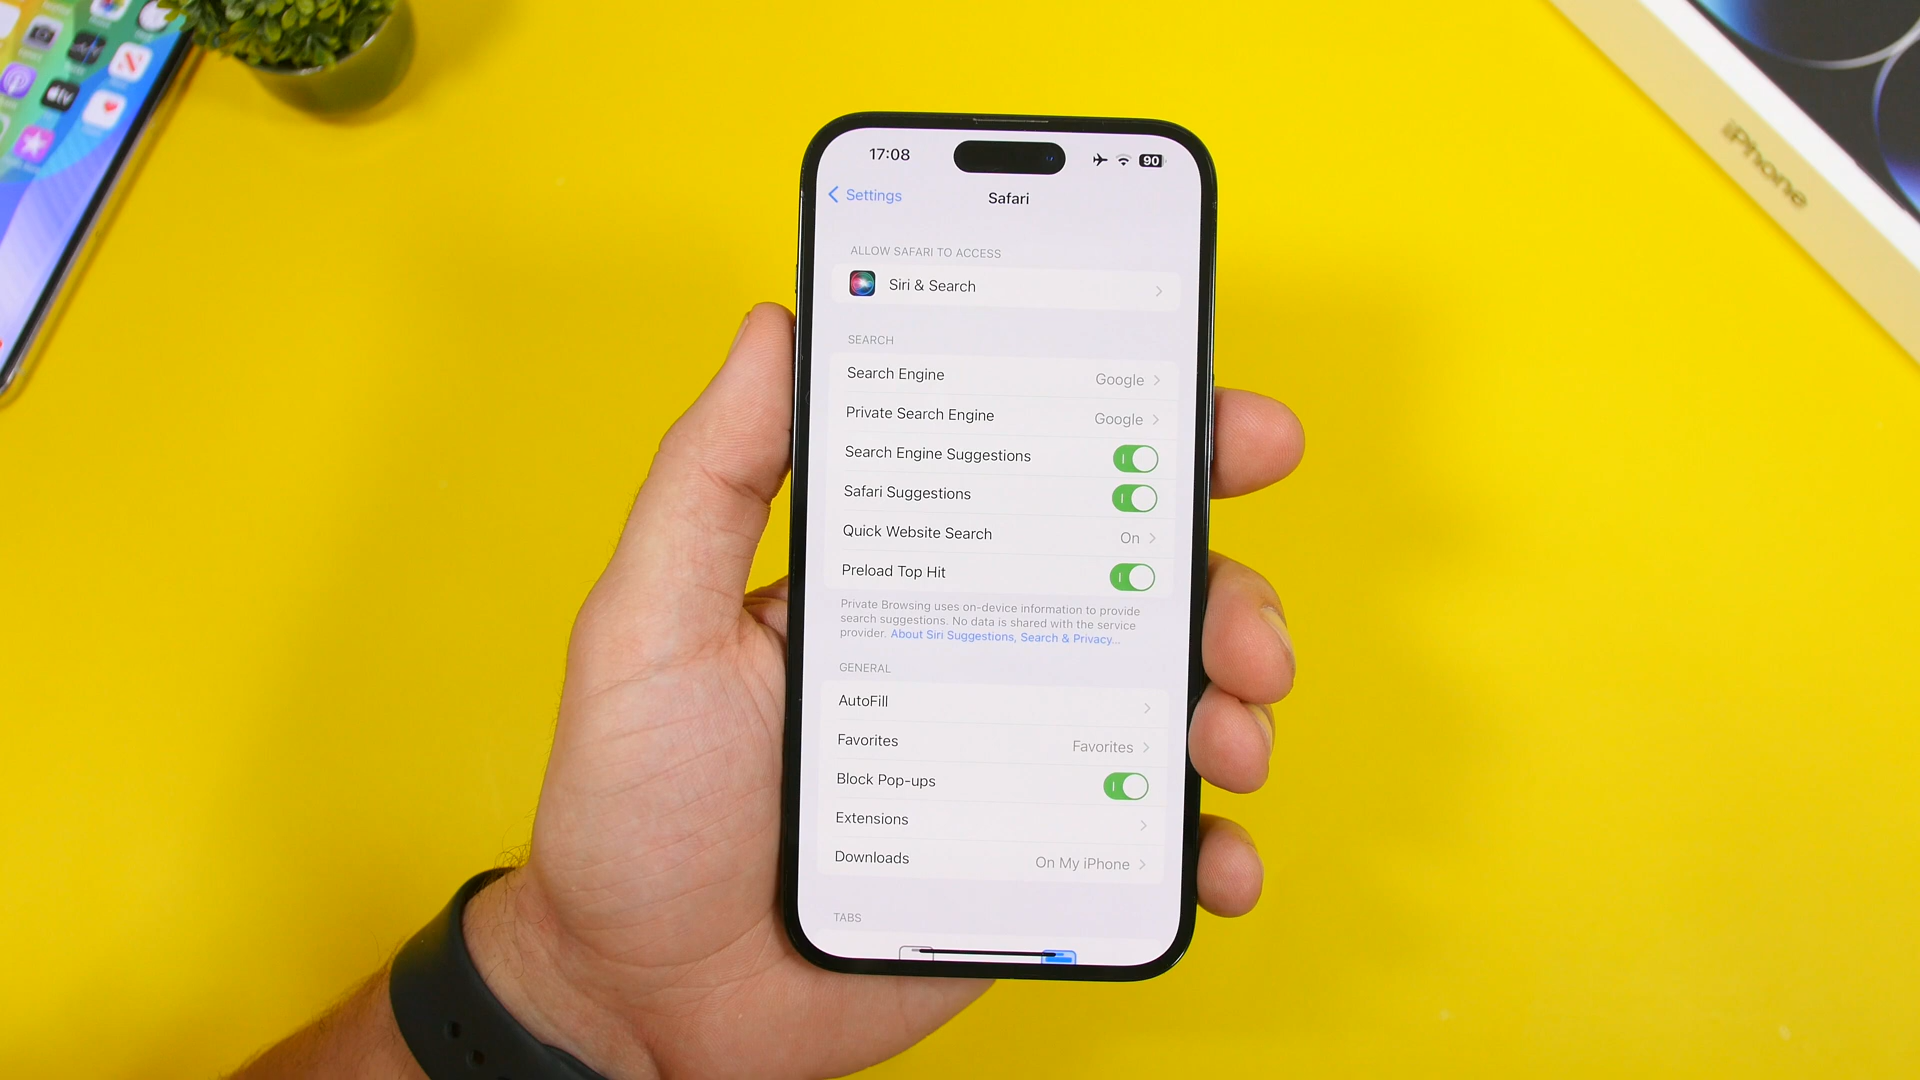 17:08
90
Settings
Safari
ALLOW SAFARI TO ACCESS
Siri & Search
SEARCH
Search Engine Google
Private Search Engine Google
Search Engine Suggestions
Safari Suggestions
Quick Website Search On
Preload Top Hit
Private Browsing uses on-device information to provide
search suggestions. No data is shared with the service
provider. About Siri Suggestions, Search & Privacy...
GENERAL
AutoFill
Favorites Favorites
Block Pop-ups
Extensions
Downloads On My iPhone
TABS
iPhone
tv